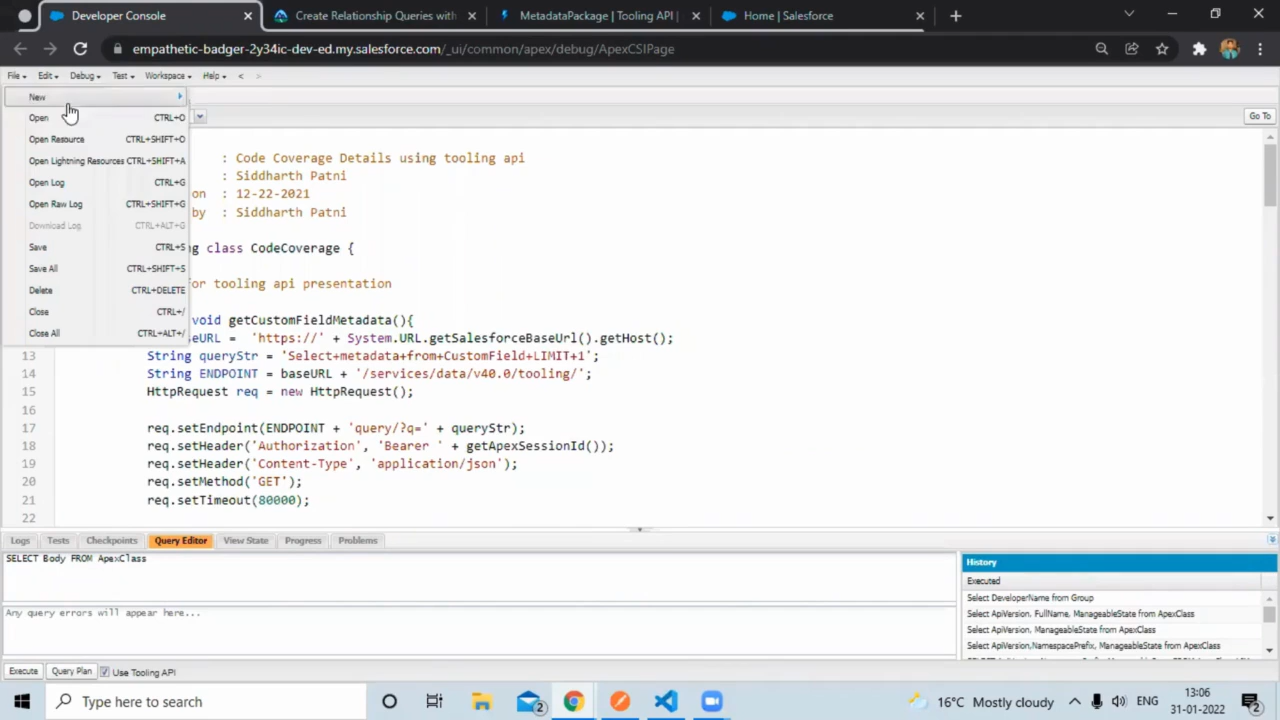 Developer Console
Create Relationship Queries with
MetadataPackage | Tooling API |
Home | Salesforce
empathetic-badger-2y34ic-dev-ed.my.salesforce.com/_ui/common/apex/debug/ApexCSIPage
File Edit Debug Test Workspace Help < >
New
Open CTRL+O
Go To
Open Resource CTRL+SHIFT+O
Open Lightning Resources CTRL+SHIFT+A
Open Log CTRL+G
Open Raw Log CTRL+SHIFT+G
Download Log CTRL+ALT+G
Save CTRL+S
Save All CTRL+SHIFT+S
Delete CTRL+DELETE
Close CTRL+/
Close All CTRL+ALT+/
: Code Coverage Details using tooling api
: Siddharth Patni
on : 12-22-2021
by : Siddharth Patni
ng class CodeCoverage {
or tooling api presentation
void getCustomFieldMetadata(){
seURL = 'https://' + System.URL.getSalesforceBaseUrl().getHost();
13 String queryStr = 'Select+metadata+from+CustomField+LIMIT+1';
14 String ENDPOINT = baseURL + '/services/data/v40.0/tooling/';
15 HttpRequest req = new HttpRequest();
16
17 req.setEndpoint(ENDPOINT + 'query/?q=' + queryStr);
18 req.setHeader('Authorization', 'Bearer ' + getApexSessionId());
19 req.setHeader('Content-Type', 'application/json');
20 req.setMethod('GET');
21 req.setTimeout(80000);
22
Logs Tests Checkpoints Query Editor View State Progress Problems
SELECT Body FROM ApexClass
Any query errors will appear here...
History
Executed
Select DeveloperName from Group
Select ApiVersion, FullName, ManageableState from ApexClass
Select ApiVersion, ManageableState from ApexClass
Select ApiVersion,NamespacePrefix, ManageableState from ApexClass
Execute Query Plan Use Tooling API
Type here to search
2
16°C Mostly cloudy
ENG
13:06
31-01-2022
2